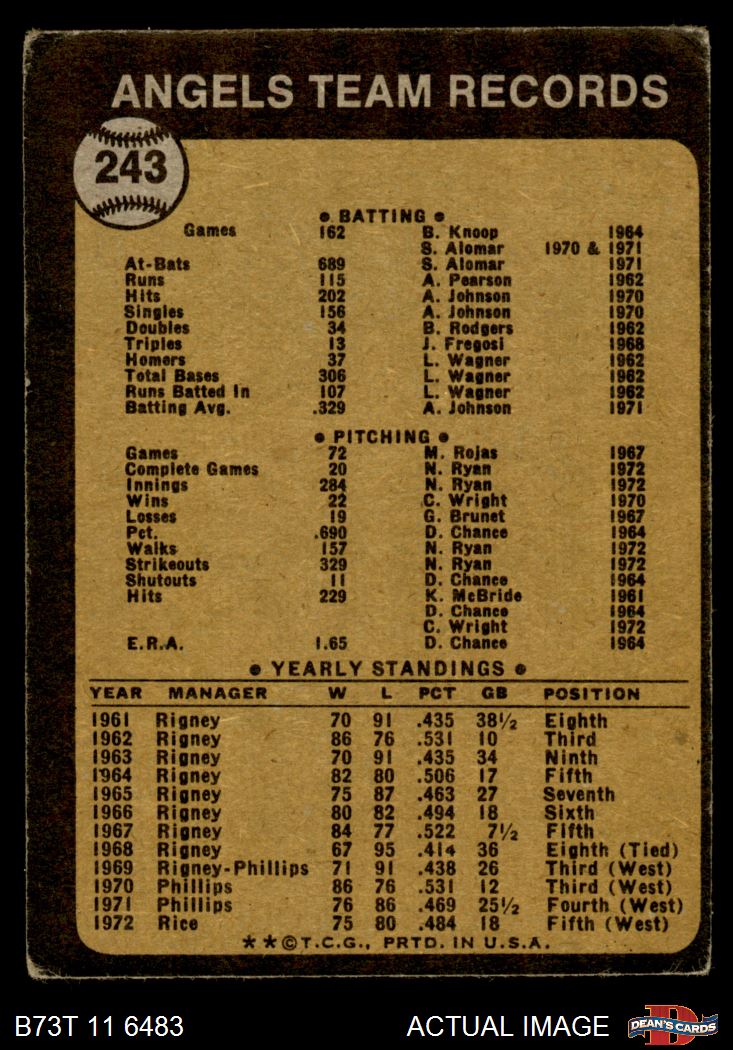 ANGELS TEAM RECORDS
243
• BATTING •
Games 162 B. Knoop 1964
S. Alomar 1970 & 1971
At-Bats 689 S. Alomar 1971
Runs 115 A. Pearson 1962
Hits 202 A. Johnson 1970
Singles 156 A. Johnson 1970
Doubles 34 B. Rodgers 1962
Triples 13 J. Fregosi 1968
Homers 37 L. Wagner 1962
Total Bases 306 L. Wagner 1962
Runs Batted In 107 L. Wagner 1962
Batting Avg. .329 A. Johnson 1971
• PITCHING •
Games 72 M. Rojas 1967
Complete Games 20 N. Ryan 1972
Innings 284 N. Ryan 1972
Wins 22 C. Wright 1970
Losses 19 G. Brunet 1967
Pct. .690 D. Chance 1964
Walks 157 N. Ryan 1972
Strikeouts 329 N. Ryan 1972
Shutouts 11 D. Chance 1964
Hits 229 K. McBride 1961
D. Chance 1964
C. Wright 1972
E.R.A. 1.65 D. Chance 1964
• YEARLY STANDINGS •
YEAR MANAGER W L PCT GB POSITION
1961 Rigney 70 91 .435 38½ Eighth
1962 Rigney 86 76 .531 10 Third
1963 Rigney 70 91 .435 34 Ninth
1964 Rigney 82 80 .506 17 Fifth
1965 Rigney 75 87 .463 27 Seventh
1966 Rigney 80 82 .494 18 Sixth
1967 Rigney 84 77 .522 7½ Fifth
1968 Rigney 67 95 .414 36 Eighth (Tied)
1969 Rigney-Phillips 71 91 .438 26 Third (West)
1970 Phillips 86 76 .531 12 Third (West)
1971 Phillips 76 86 .469 25½ Fourth (West)
1972 Rice 75 80 .484 18 Fifth (West)
**©T.C.G., PRTD. IN U.S.A.
B73T 11 6483 ACTUAL IMAGE D DEAN'S CARDS